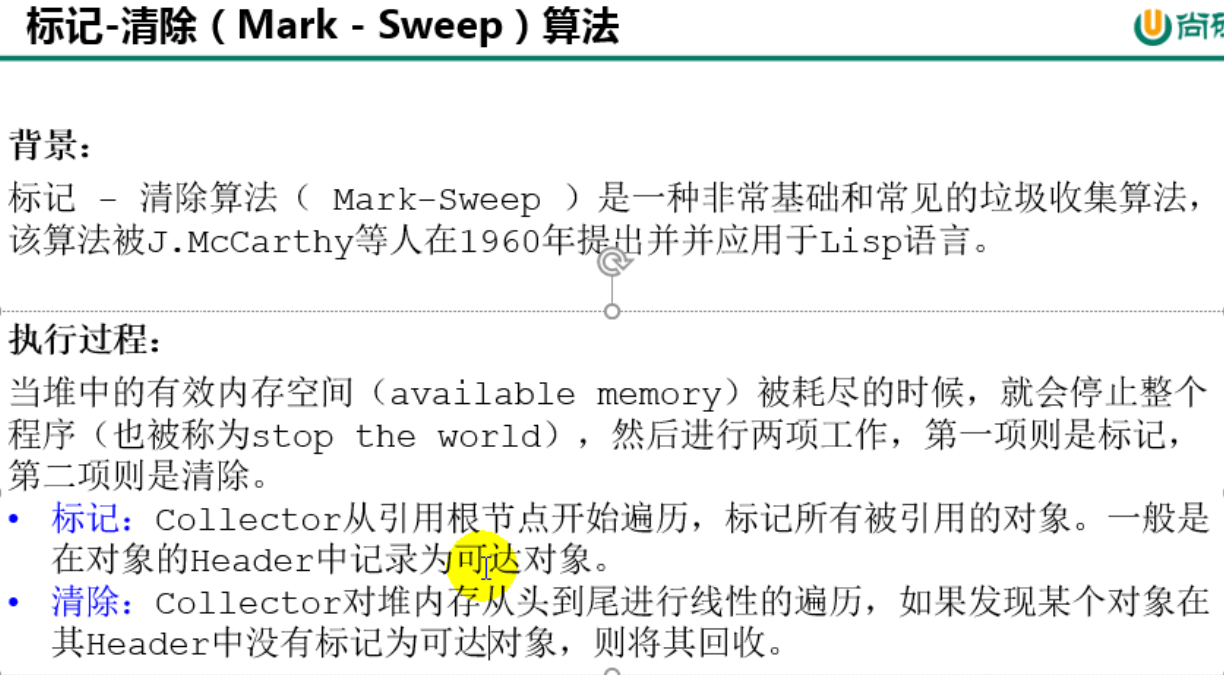 标记-清除（Mark - Sweep）算法
尚
背景：
标记 - 清除算法（ Mark-Sweep ）是一种非常基础和常见的垃圾收集算法，
该算法被J.McCarthy等人在1960年提出并并应用于Lisp语言。
执行过程：
当堆中的有效内存空间（available memory）被耗尽的时候，就会停止整个
程序（也被称为stop the world），然后进行两项工作，第一项则是标记，
第二项则是清除。
• 标记：Collector从引用根节点开始遍历，标记所有被引用的对象。一般是
在对象的Header中记录为可达对象。
• 清除：Collector对堆内存从头到尾进行线性的遍历，如果发现某个对象在
其Header中没有标记为可达对象，则将其回收。